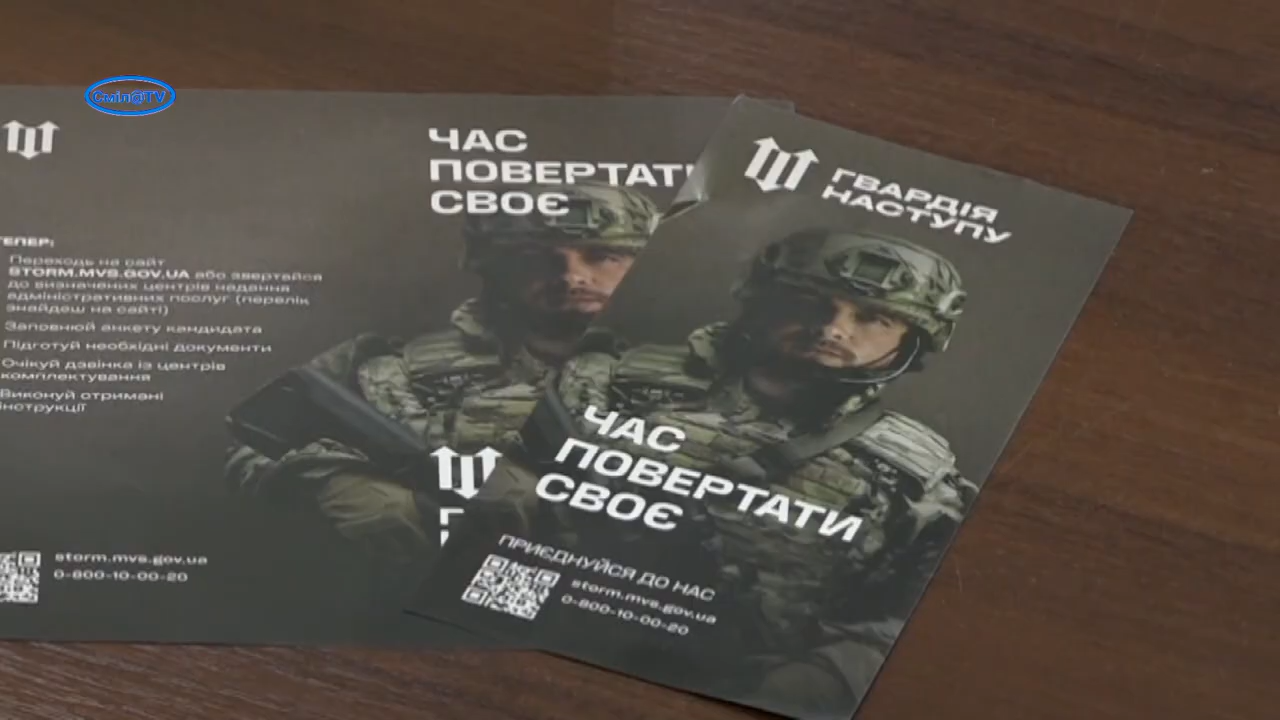 Сміл@TV
ЧАС
ПОВЕРТАТИ
СВОЄ
ТЕПЕР:
Переходь на сайт
STORM.MVS.GOV.UA або звертайся
до визначених центрів надання
адміністративних послуг (перелік
знайдеш на сайті)
Заповнюй анкету кандидата
Підготуй необхідні документи
Очікуй дзвінка із центрів
комплектування
Виконуй отримані
інструкції
storm.mvs.gov.ua
0-800-10-00-20
ГВАРДІЯ
НАСТУПУ
ЧАС
ПОВЕРТАТИ
СВОЄ
ПРИЄДНУЙСЯ ДО НАС
storm.mvs.gov.ua
0-800-10-00-20